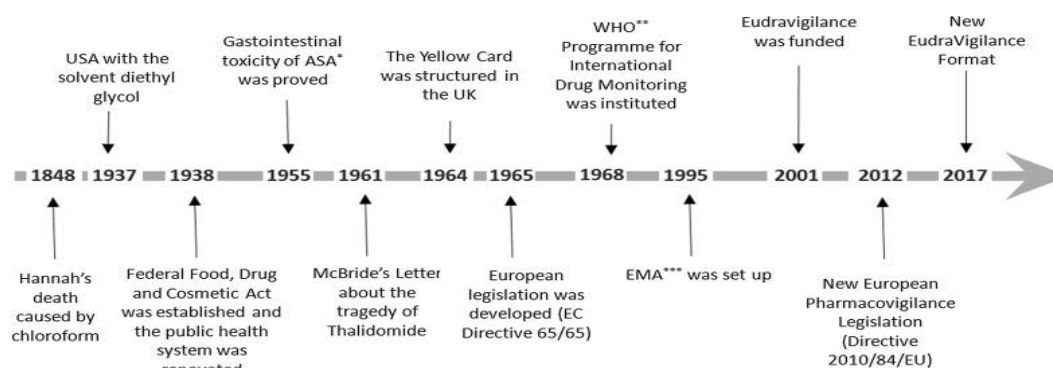 USA with the
solvent diethyl
glycol
Gastointestinal
toxicity of ASA*
was proved
The Yellow Card
was structured in
the UK
WHO**
Programme for
International
Drug Monitoring
was instituted
Eudravigilance
was funded
New
EudraVigilance
Format
1848 1937 1938 1955 1961 1964 1965 1968 1995 2001 2012 2017
Hannah's
death
caused by
chloroform
Federal Food, Drug
and Cosmetic Act
was established and
the public health
system was
renovated
McBride's Letter
about the
tragedy of
Thalidomide
European
legislation was
developed (EC
Directive 65/65)
EMA*** was set up
New European
Pharmacovigilance
Legislation
(Directive
2010/84/EU)